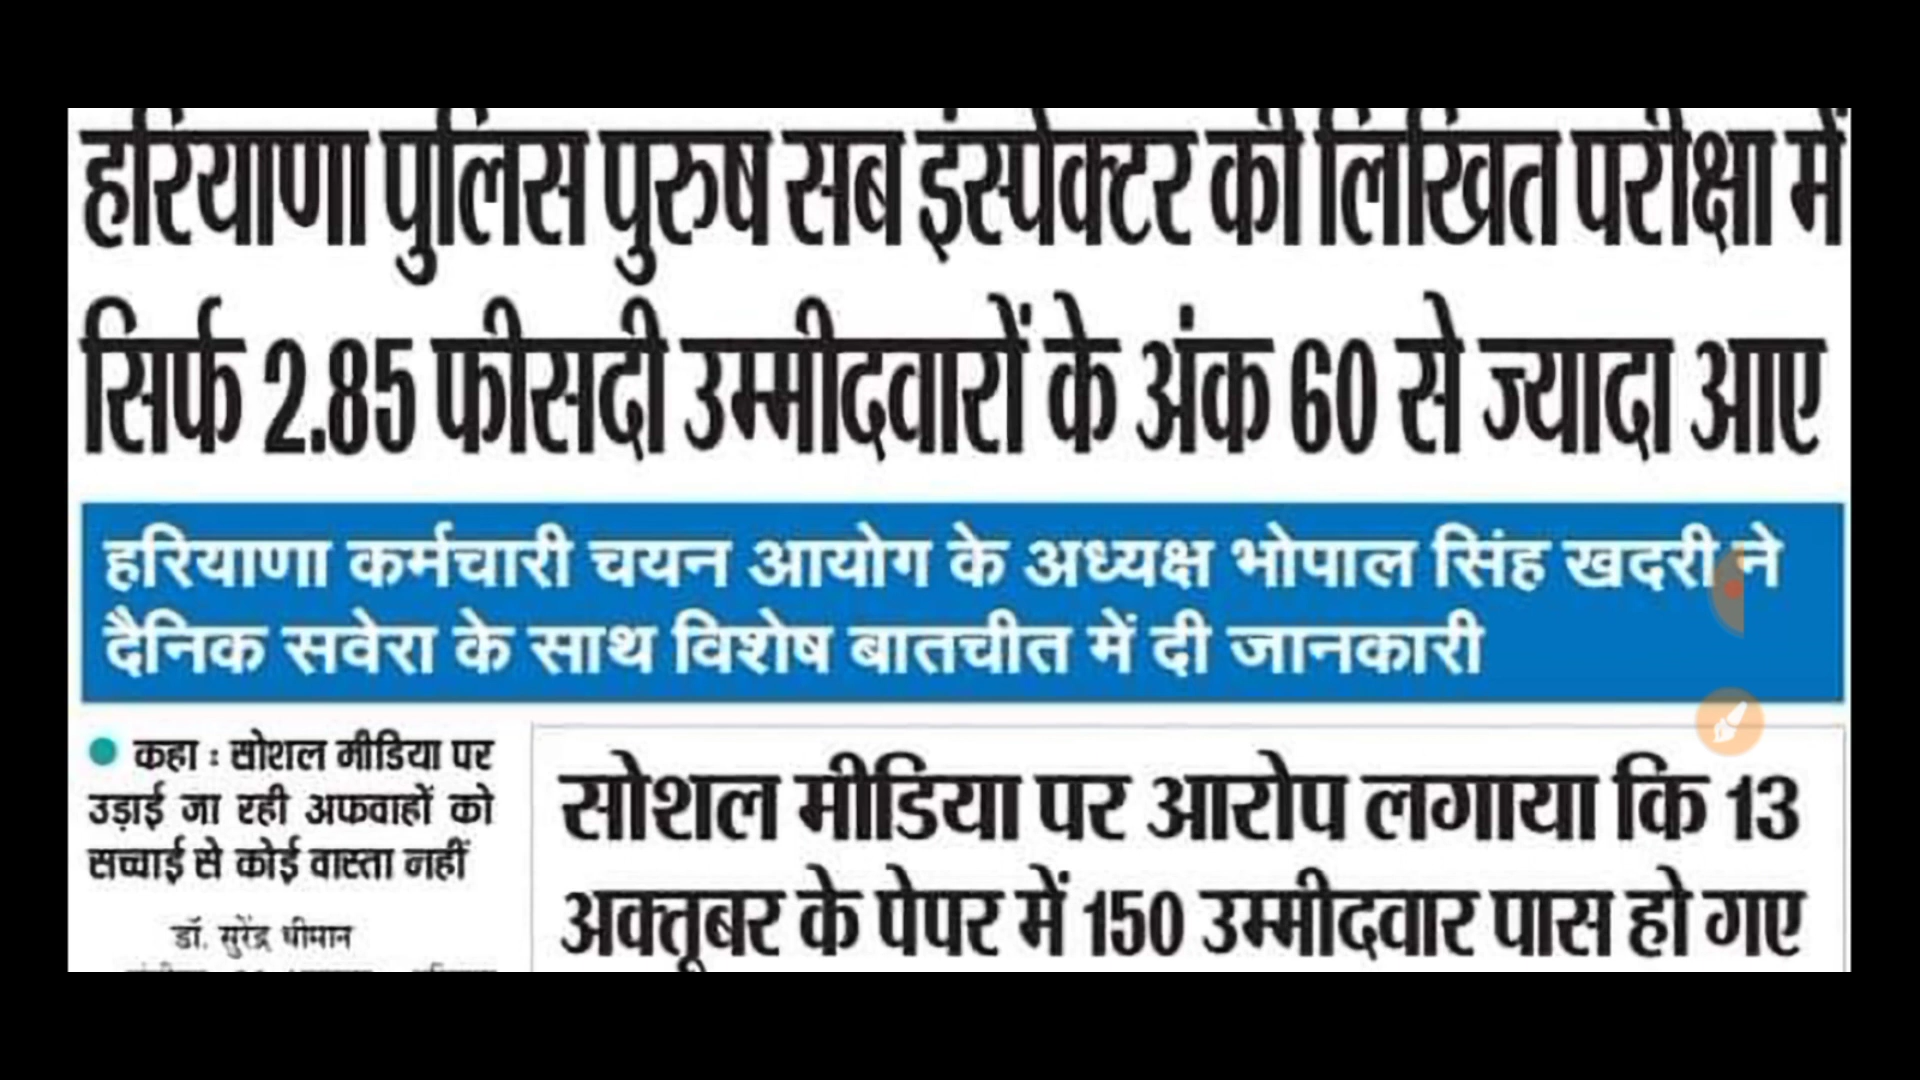 हरियाणा पुलिस पुरुष सब इंस्पेक्टर की लिखित परीक्षा में
सिर्फ 2.85 फीसदी उम्मीदवारों के अंक 60 से ज्यादा आए
हरियाणा कर्मचारी चयन आयोग के अध्यक्ष भोपाल सिंह खदरी ने
दैनिक सवेरा के साथ विशेष बातचीत में दी जानकारी
● कहा : सोशल मीडिया पर
उड़ाई जा रही अफवाहों को
सच्चाई से कोई वास्ता नहीं
डॉ. सुरेंद्र धीमान
सोशल मीडिया पर आरोप लगाया कि 13
अक्तूबर के पेपर में 150 उम्मीदवार पास हो गए